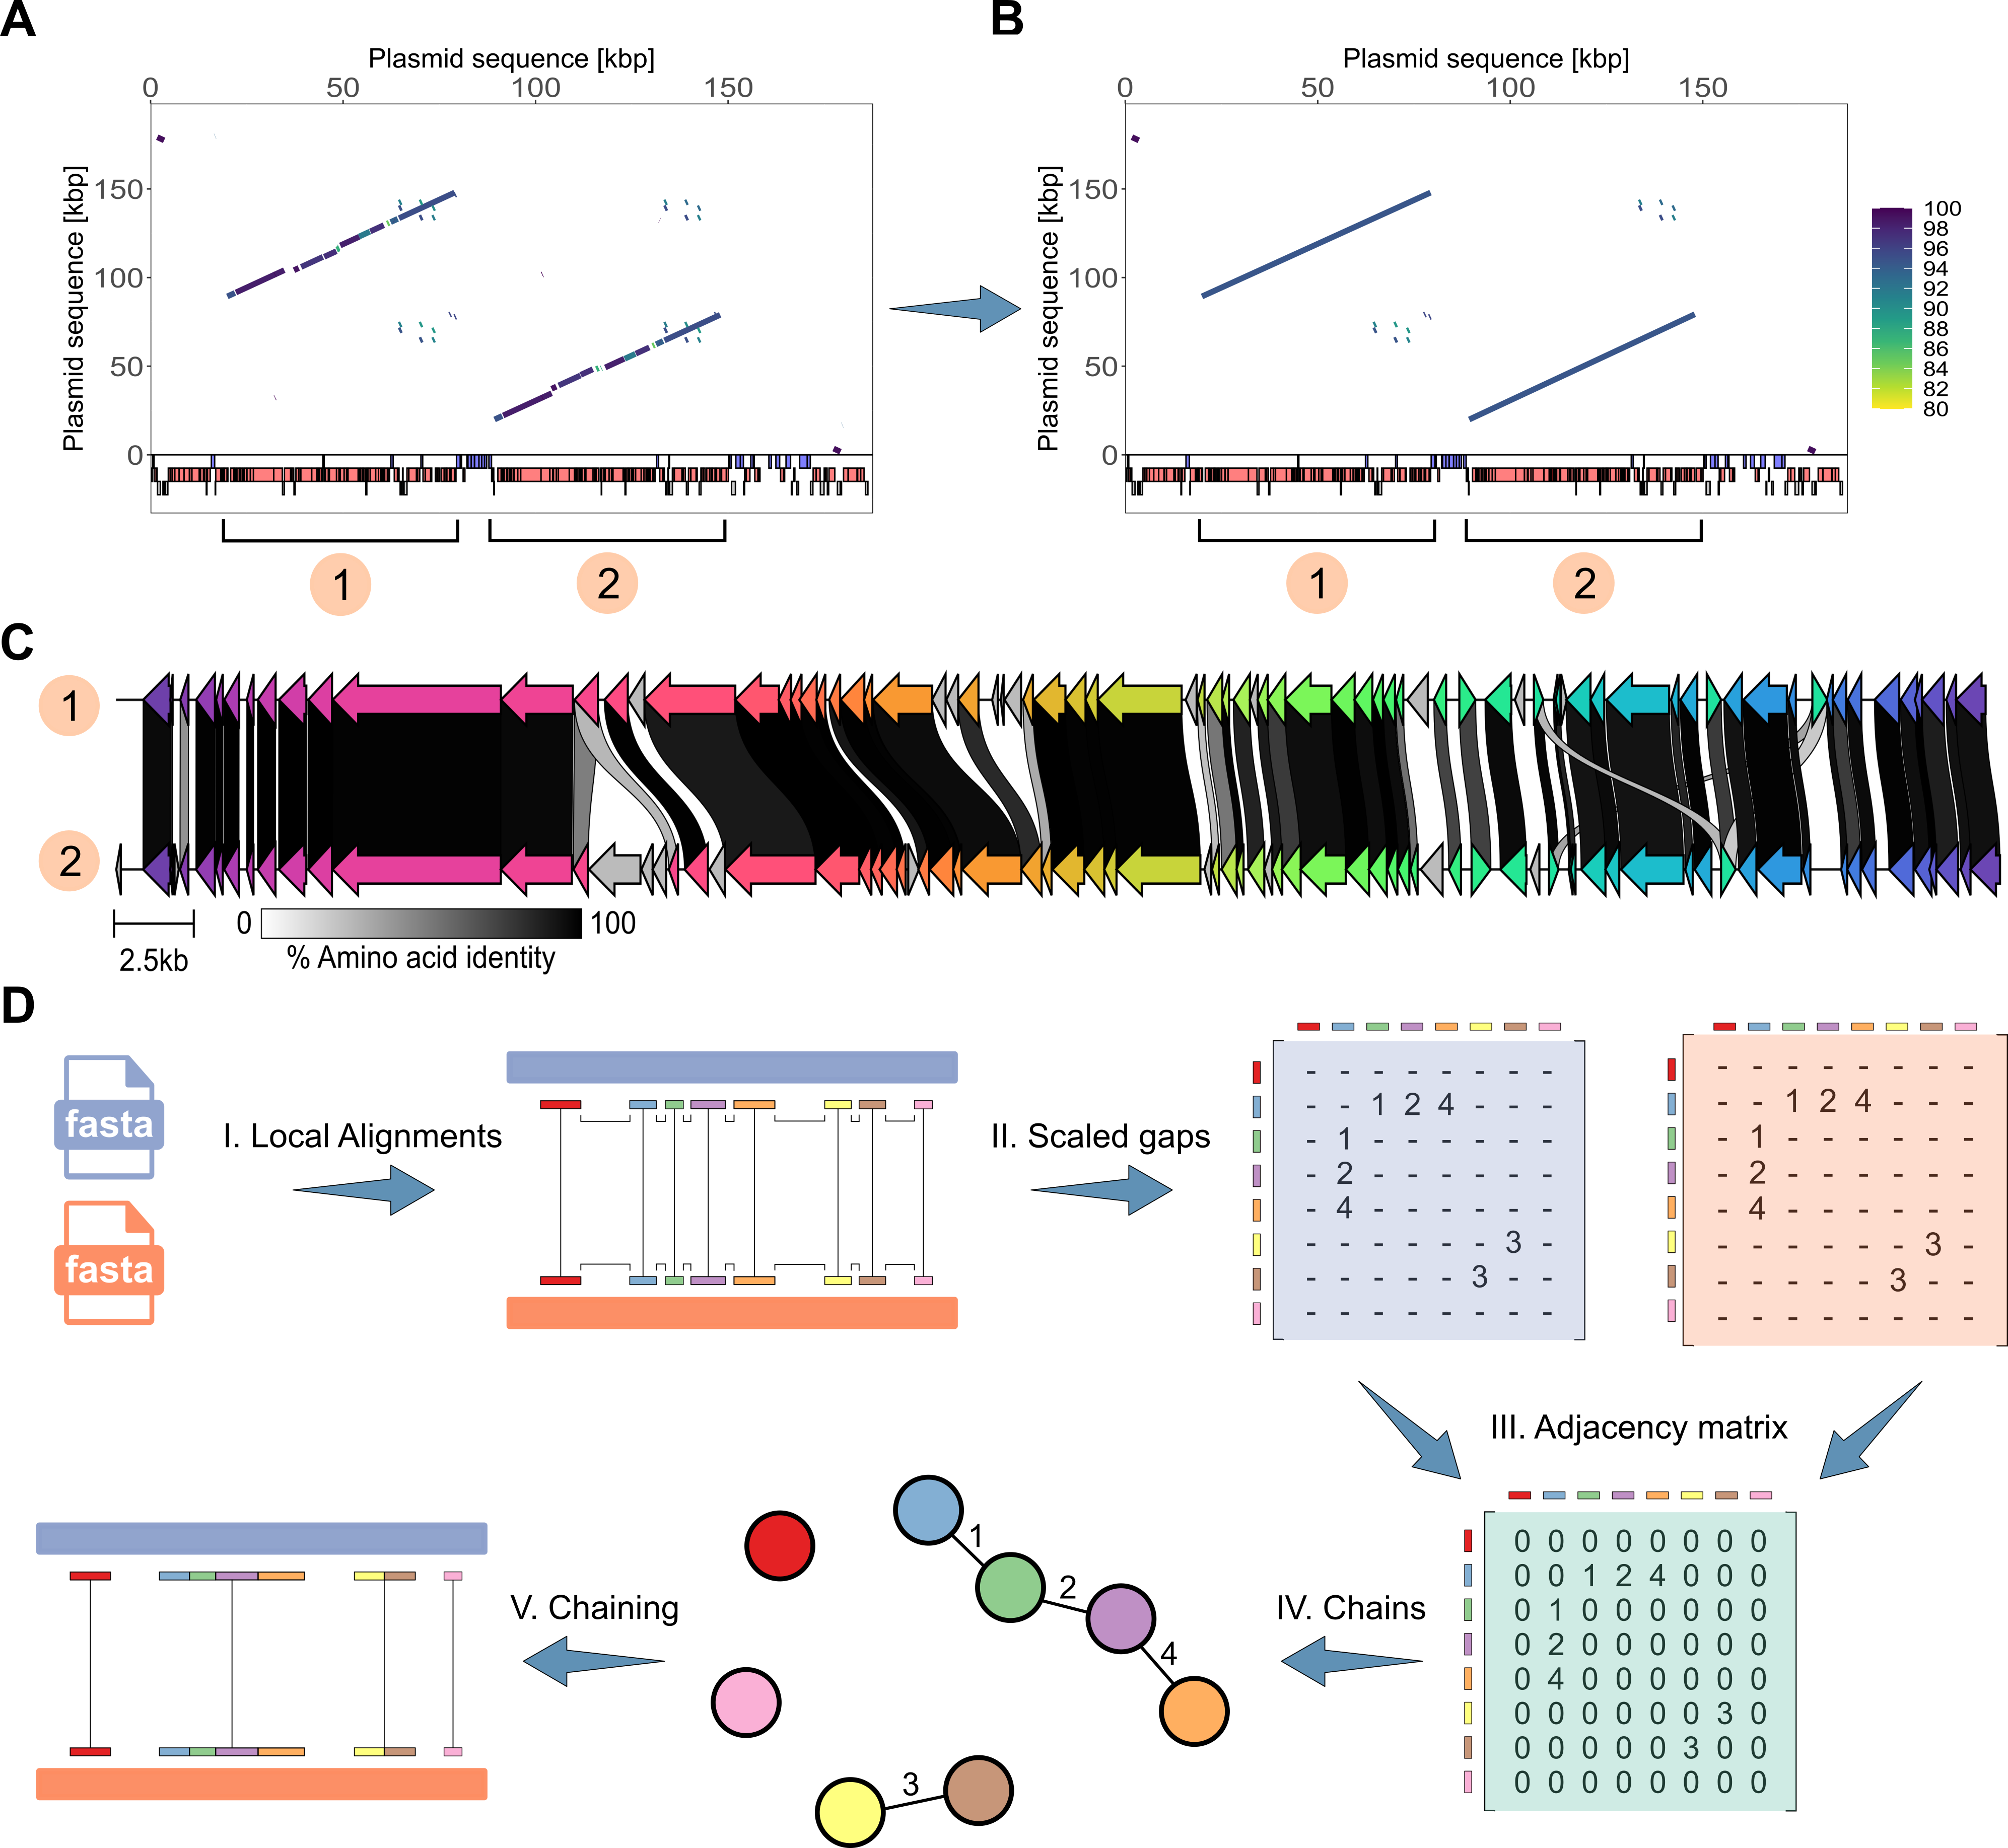 A
B
Plasmid sequence [kbp]
Plasmid sequence [kbp]
0 50 100 150
0 50 100 150
Plasmid sequence [kbp]
150
100
50
0
Plasmid sequence [kbp]
150
100
50
0
100
98
96
94
92
90
88
86
84
82
80
1
2
1
2
C
1
2
2.5kb
0
100
% Amino acid identity
D
fasta
fasta
I. Local Alignments
II. Scaled gaps
- - - - - - - -
- - 1 2 4 - - -
- 1 - - - - - -
- 2 - - - - - -
- 4 - - - - - -
- - - - - - 3 -
- - - - - 3 - -
- - - - - - - -
- - - - - - - -
- - 1 2 4 - - -
- 1 - - - - - -
- 2 - - - - - -
- 4 - - - - - -
- - - - - - 3 -
- - - - - 3 - -
- - - - - - - -
III. Adjacency matrix
0 0 0 0 0 0 0 0
0 0 1 2 4 0 0 0
0 1 0 0 0 0 0 0
0 2 0 0 0 0 0 0
0 4 0 0 0 0 0 0
0 0 0 0 0 0 3 0
0 0 0 0 0 3 0 0
0 0 0 0 0 0 0 0
IV. Chains
1
2
4
3
V. Chaining